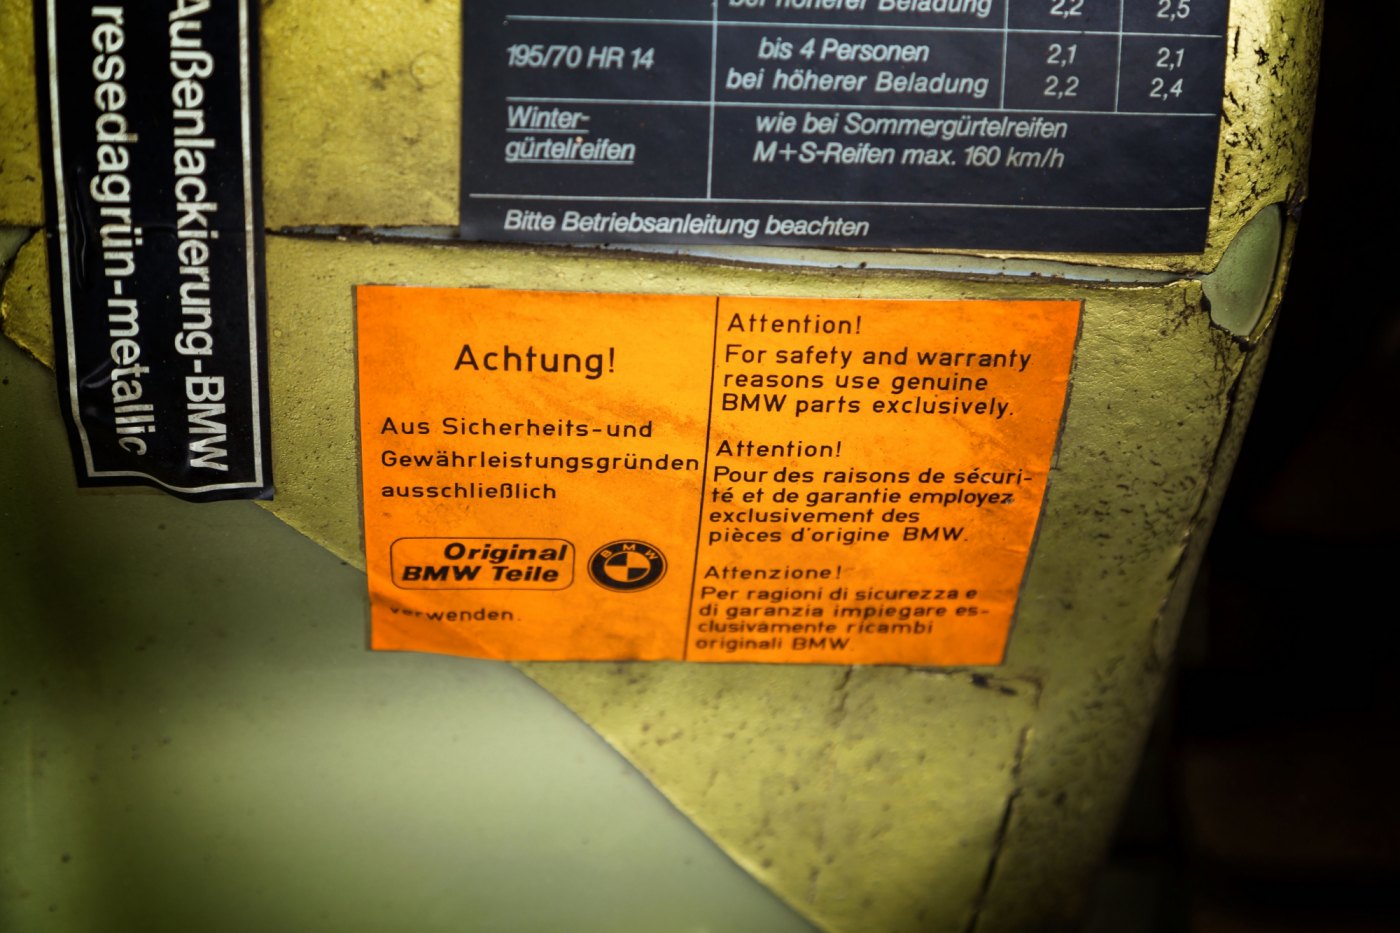 Außenlackierung-BMW
resedagrün-metallic
bei höherer Beladung 2,2 2,5
195/70 HR 14 bis 4 Personen 2,1 2,1
bei höherer Beladung 2,2 2,4
Winter- wie bei Sommergürtelreifen
gürtelreifen M+S-Reifen max. 160 km/h
Bitte Betriebsanleitung beachten
Achtung!
Aus Sicherheits-und
Gewährleistungsgründen
ausschließlich
Original
BMW Teile
BMW
verwenden.
Attention!
For safety and warranty
reasons use genuine
BMW parts exclusively.
Attention!
Pour des raisons de sécuri-
té et de garantie employez
exclusivement des
pièces d'origine BMW.
Attenzione!
Per ragioni di sicurezza e
di garanzia impiegare es-
clusivamente ricambi
originali BMW.